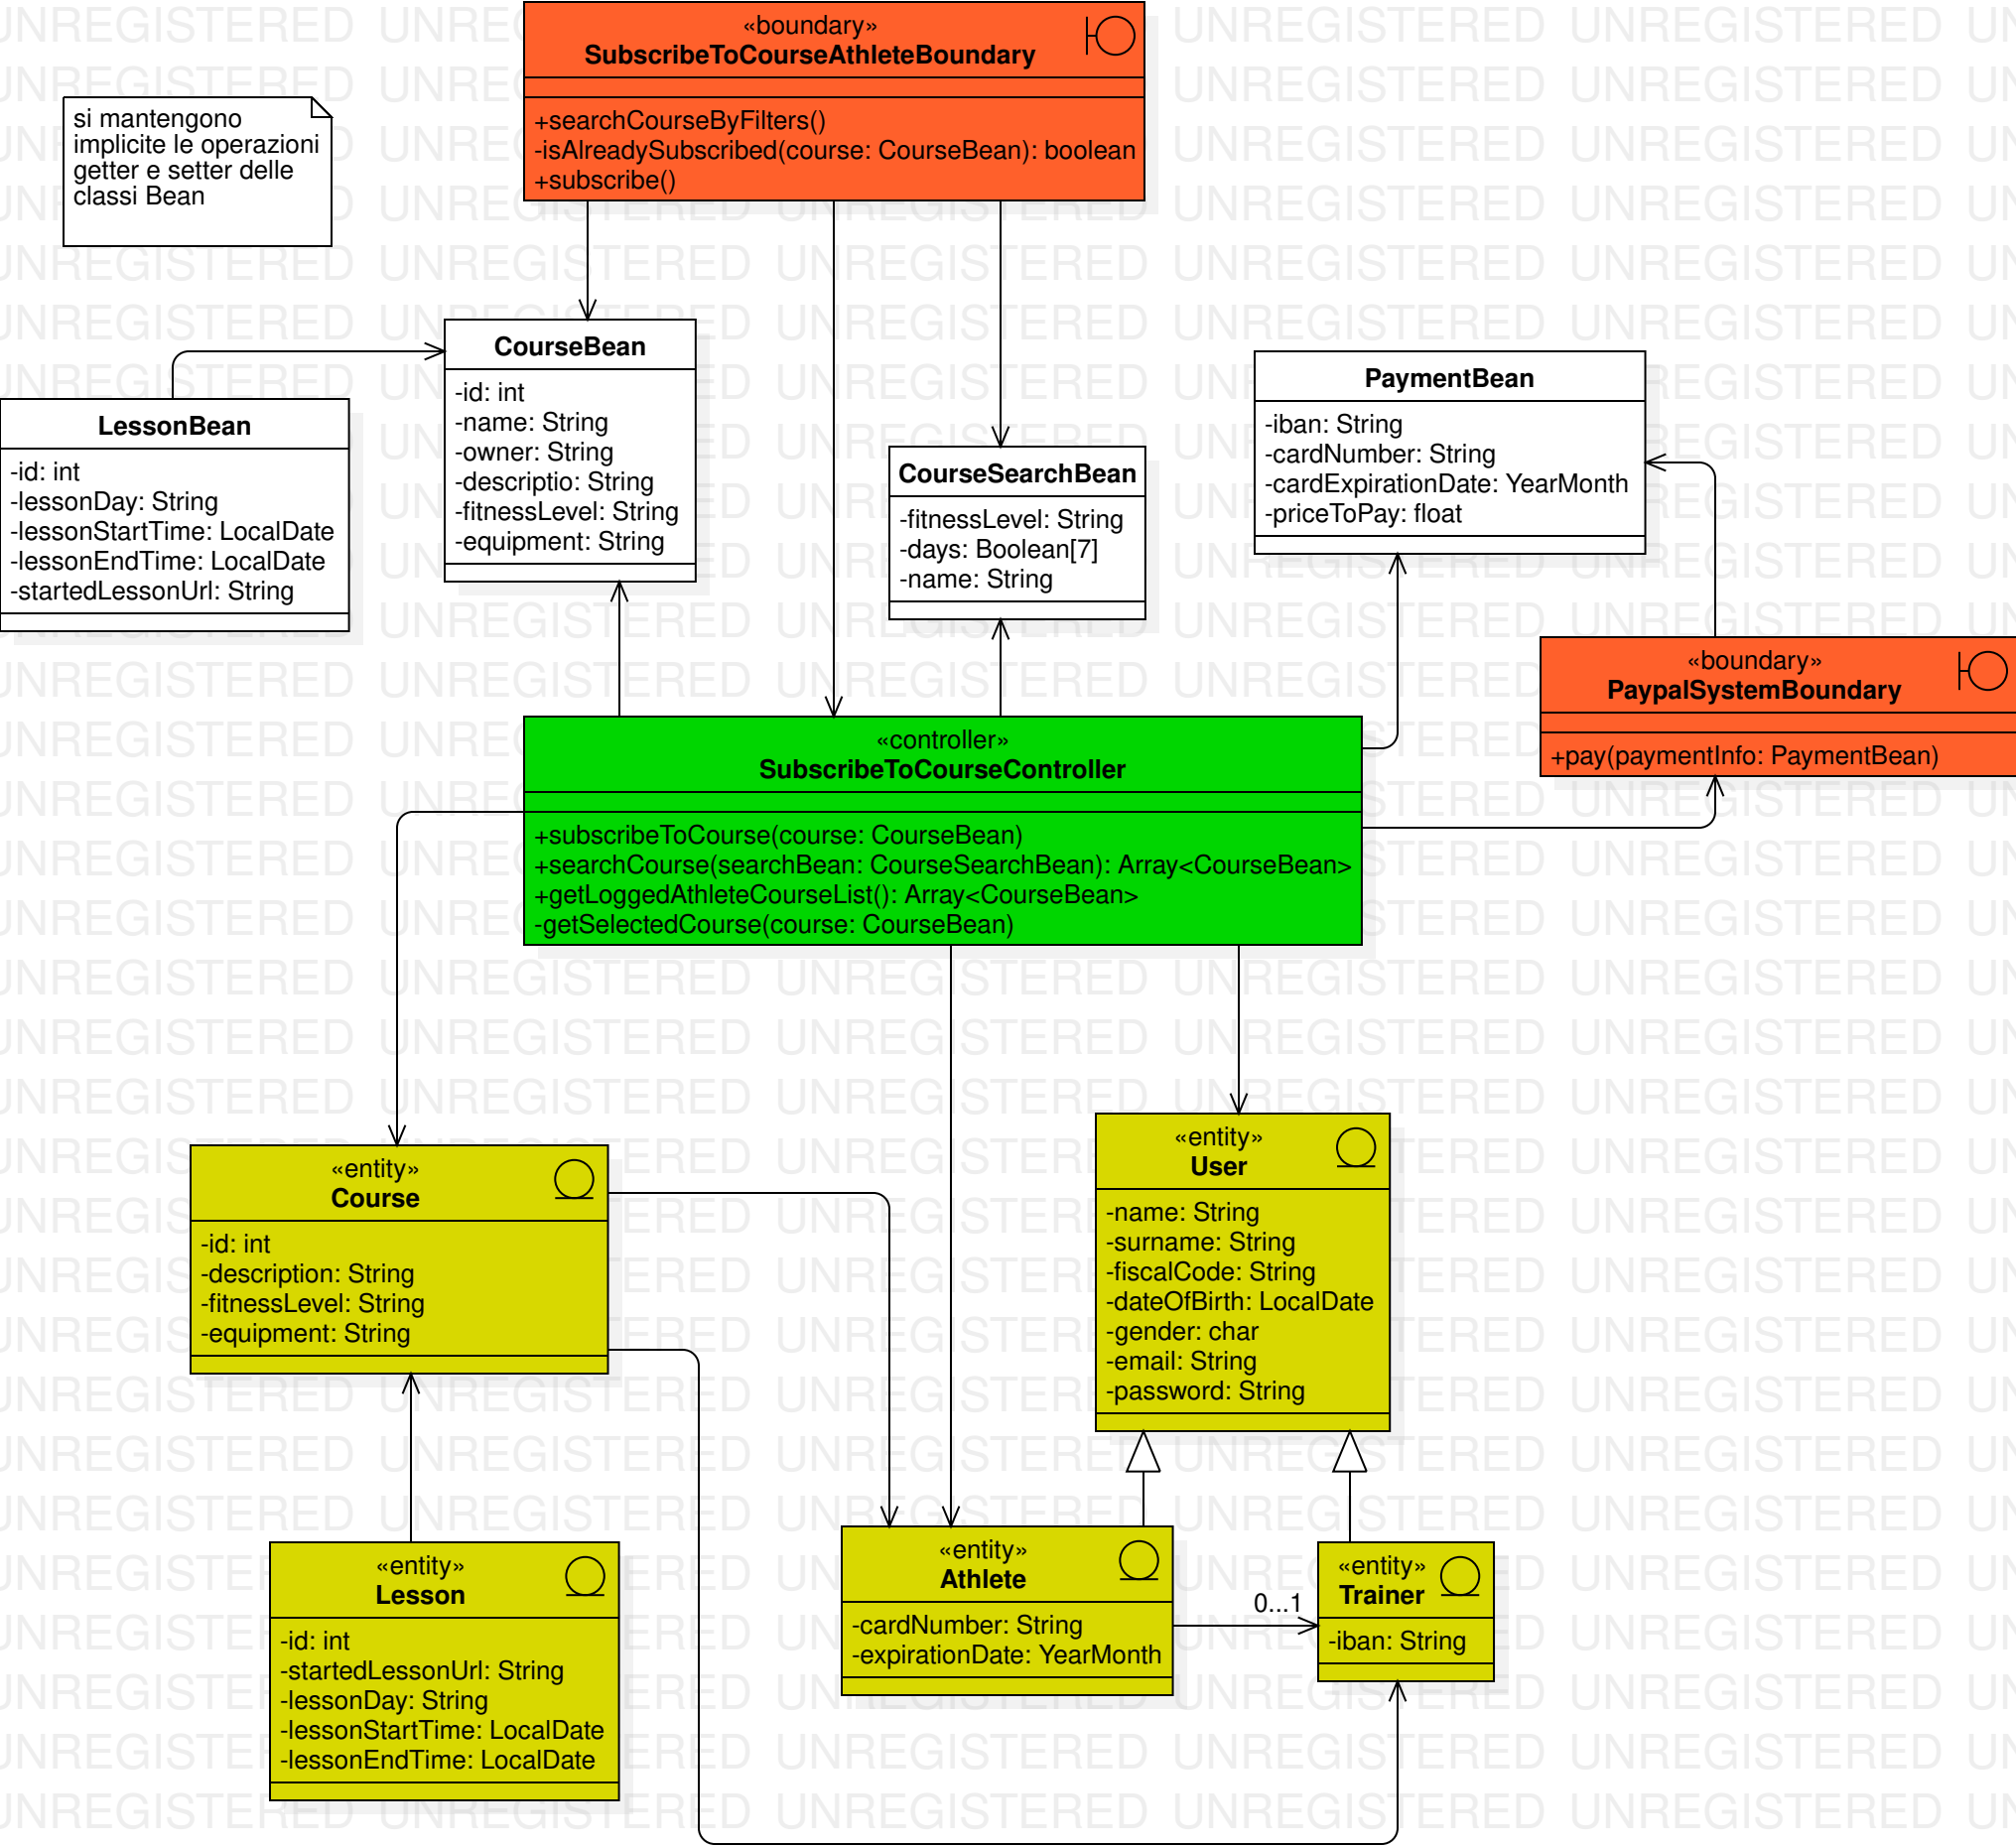 «boundary»
SubscribeToCourseAthleteBoundary
+searchCourseByFilters()
-isAlreadySubscribed(course: CourseBean): boolean
+subscribe()
si mantengono
implicite le operazioni
getter e setter delle
classi Bean
CourseBean
-id: int
-name: String
-owner: String
-descriptio: String
-fitnessLevel: String
-equipment: String
LessonBean
-id: int
-lessonDay: String
-lessonStartTime: LocalDate
-lessonEndTime: LocalDate
-startedLessonUrl: String
CourseSearchBean
-fitnessLevel: String
-days: Boolean[7]
-name: String
PaymentBean
-iban: String
-cardNumber: String
-cardExpirationDate: YearMonth
-priceToPay: float
«boundary»
PaypalSystemBoundary
+pay(paymentInfo: PaymentBean)
«controller»
SubscribeToCourseController
+subscribeToCourse(course: CourseBean)
+searchCourse(searchBean: CourseSearchBean): Array<CourseBean>
+getLoggedAthleteCourseList(): Array<CourseBean>
-getSelectedCourse(course: CourseBean)
«entity»
Course
-id: int
-description: String
-fitnessLevel: String
-equipment: String
«entity»
User
-name: String
-surname: String
-fiscalCode: String
-dateOfBirth: LocalDate
-gender: char
-email: String
-password: String
«entity»
Lesson
-id: int
-startedLessonUrl: String
-lessonDay: String
-lessonStartTime: LocalDate
-lessonEndTime: LocalDate
«entity»
Athlete
-cardNumber: String
-expirationDate: YearMonth
0...1
«entity»
Trainer
-iban: String
UNREGISTERED